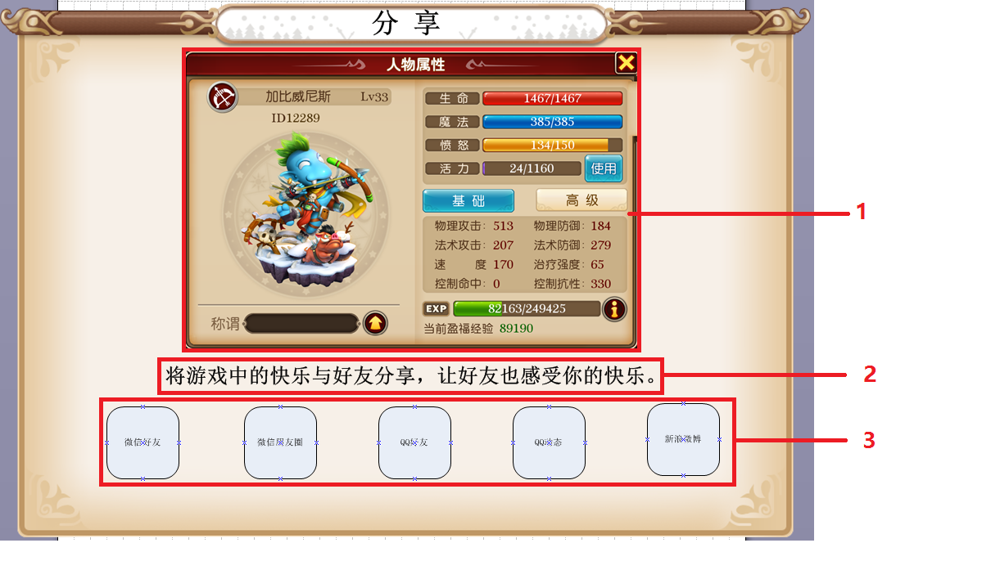 分 享
人物属性
加比威尼斯 Lv33
ID12289
生 命 1467/1467
魔 法 385/385
愤 怒 134/150
活 力 24/1160 使用
基 础 高 级
物理攻击: 513 物理防御: 184
法术攻击: 207 法术防御: 279
速 度 170 治疗强度: 65
控制命中: 0 控制抗性: 330
EXP 82163/249425
当前盈福经验 89190
称谓
1
将游戏中的快乐与好友分享，让好友也感受你的快乐。
2
微信好友 微信朋友圈 QQ好友 QQ动态 新浪微博
3